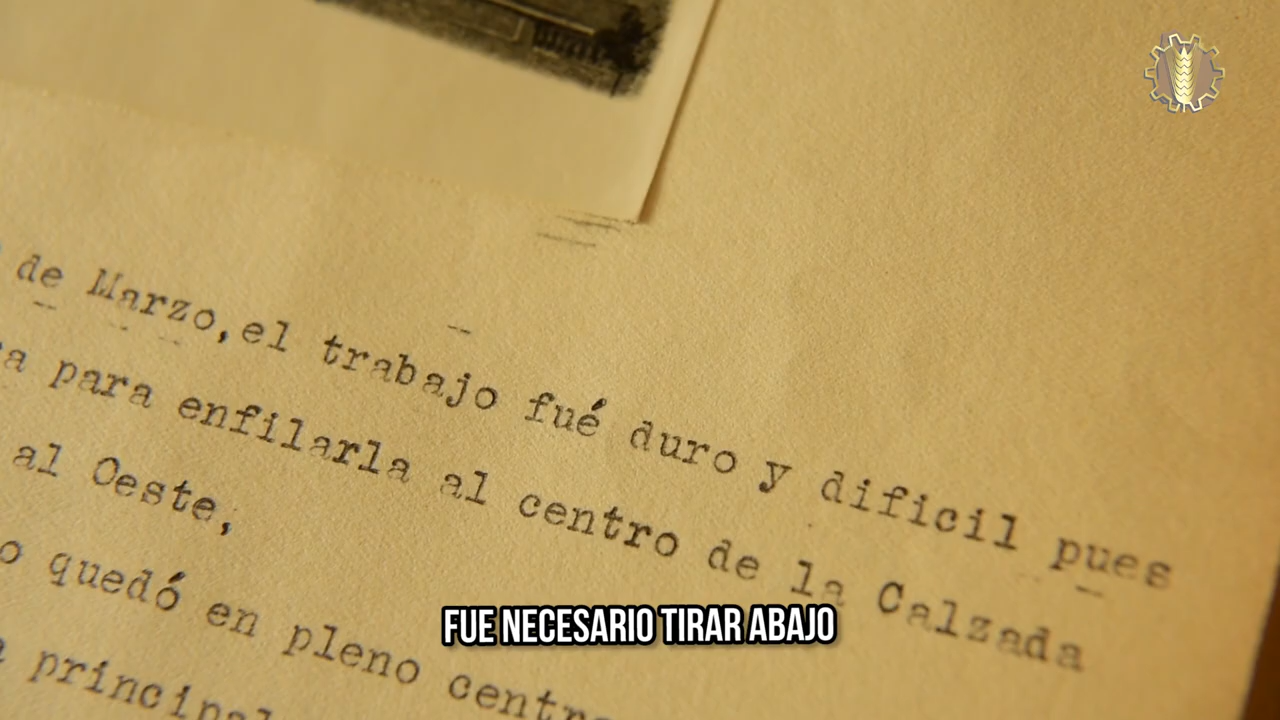 de Marzo,el trabajo fué duro y dificil pues
para enfilarla al centro de la Calzada
al Oeste,
quedó en pleno
principal
FUE NECESARIO TIRAR ABAJO